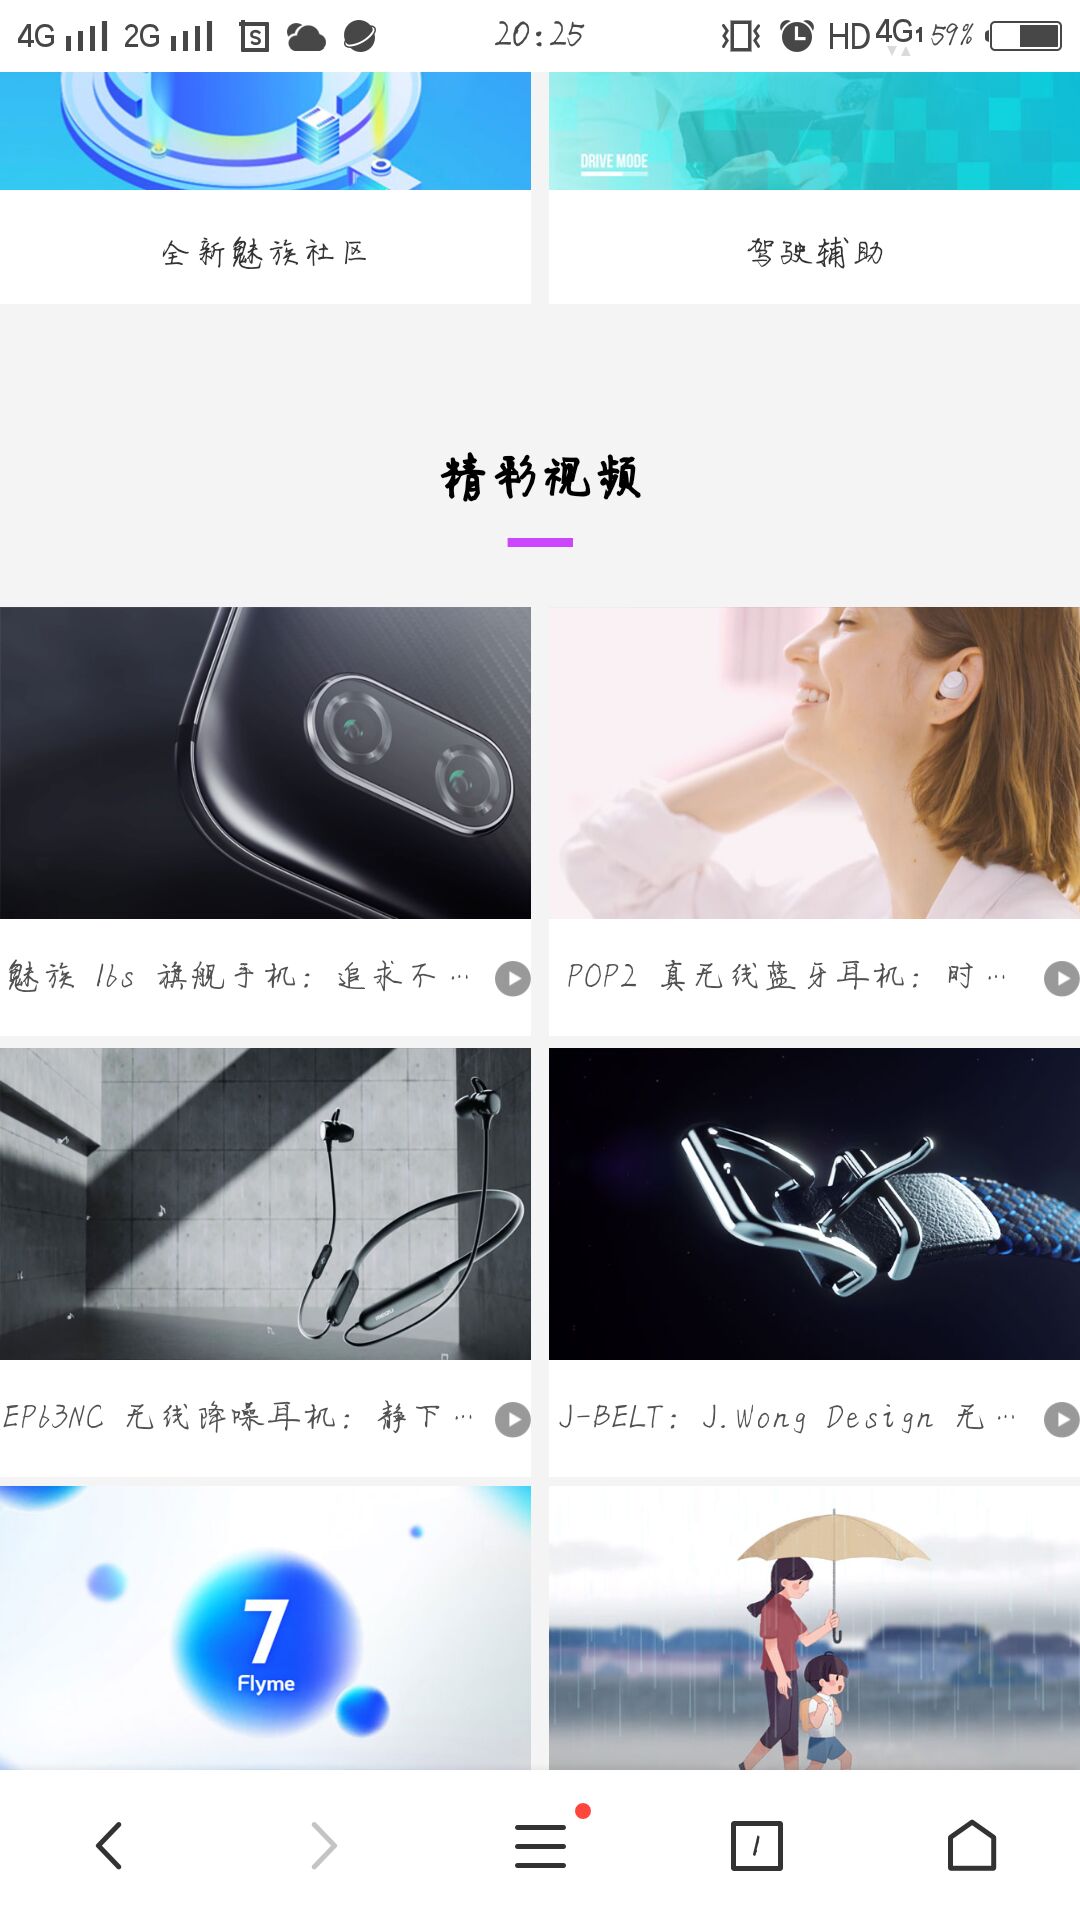 4G 2G S 20:25 HD 4G 1 59%
DRIVE MODE
全新魅族社区 驾驶辅助
精彩视频
魅族 16s 旗舰手机：追求不… POP2 真无线蓝牙耳机：时…
MEIZU
EP63NC 无线降噪耳机：静下… J-BELT：J.Wong Design 无…
7
Flyme
1